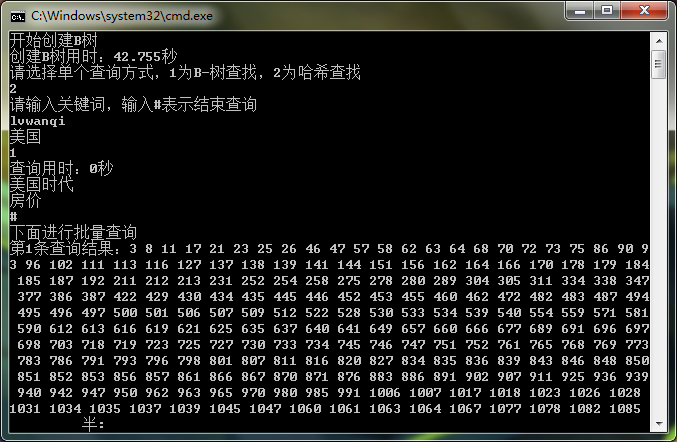 C:\Windows\system32\cmd.exe
开始创建B树
创建B树用时：42.755秒
请选择单个查询方式，1为B-树查找，2为哈希查找
2
请输入关键词，输入#表示结束查询
lvwanqi
美国
1
查询用时：0秒
美国时代
房价
#
下面进行批量查询
第1条查询结果：3 8 11 17 21 23 25 26 46 47 57 58 62 63 64 68 70 72 73 75 86 90 9
3 96 102 111 113 116 127 137 138 139 141 144 151 156 162 164 166 170 178 179 184
185 187 192 211 212 213 231 252 254 258 275 278 280 289 304 305 311 334 338 347
377 386 387 422 429 430 434 435 445 446 452 453 455 460 462 472 482 483 487 494
495 496 497 500 501 506 507 509 512 522 528 530 533 534 539 540 554 559 571 581
590 612 613 616 619 621 625 635 637 640 641 649 657 660 666 677 689 691 696 697
698 703 718 719 723 725 727 730 733 734 745 746 747 751 752 761 765 768 769 773
783 786 791 793 796 798 801 807 811 816 820 827 834 835 836 839 843 846 848 850
851 852 853 856 857 861 866 867 870 871 876 883 886 891 902 907 911 925 936 939
940 942 947 950 962 963 965 970 980 985 991 1006 1007 1017 1018 1023 1026 1028
1031 1034 1035 1037 1039 1045 1047 1060 1061 1063 1064 1067 1077 1078 1082 1085
半：